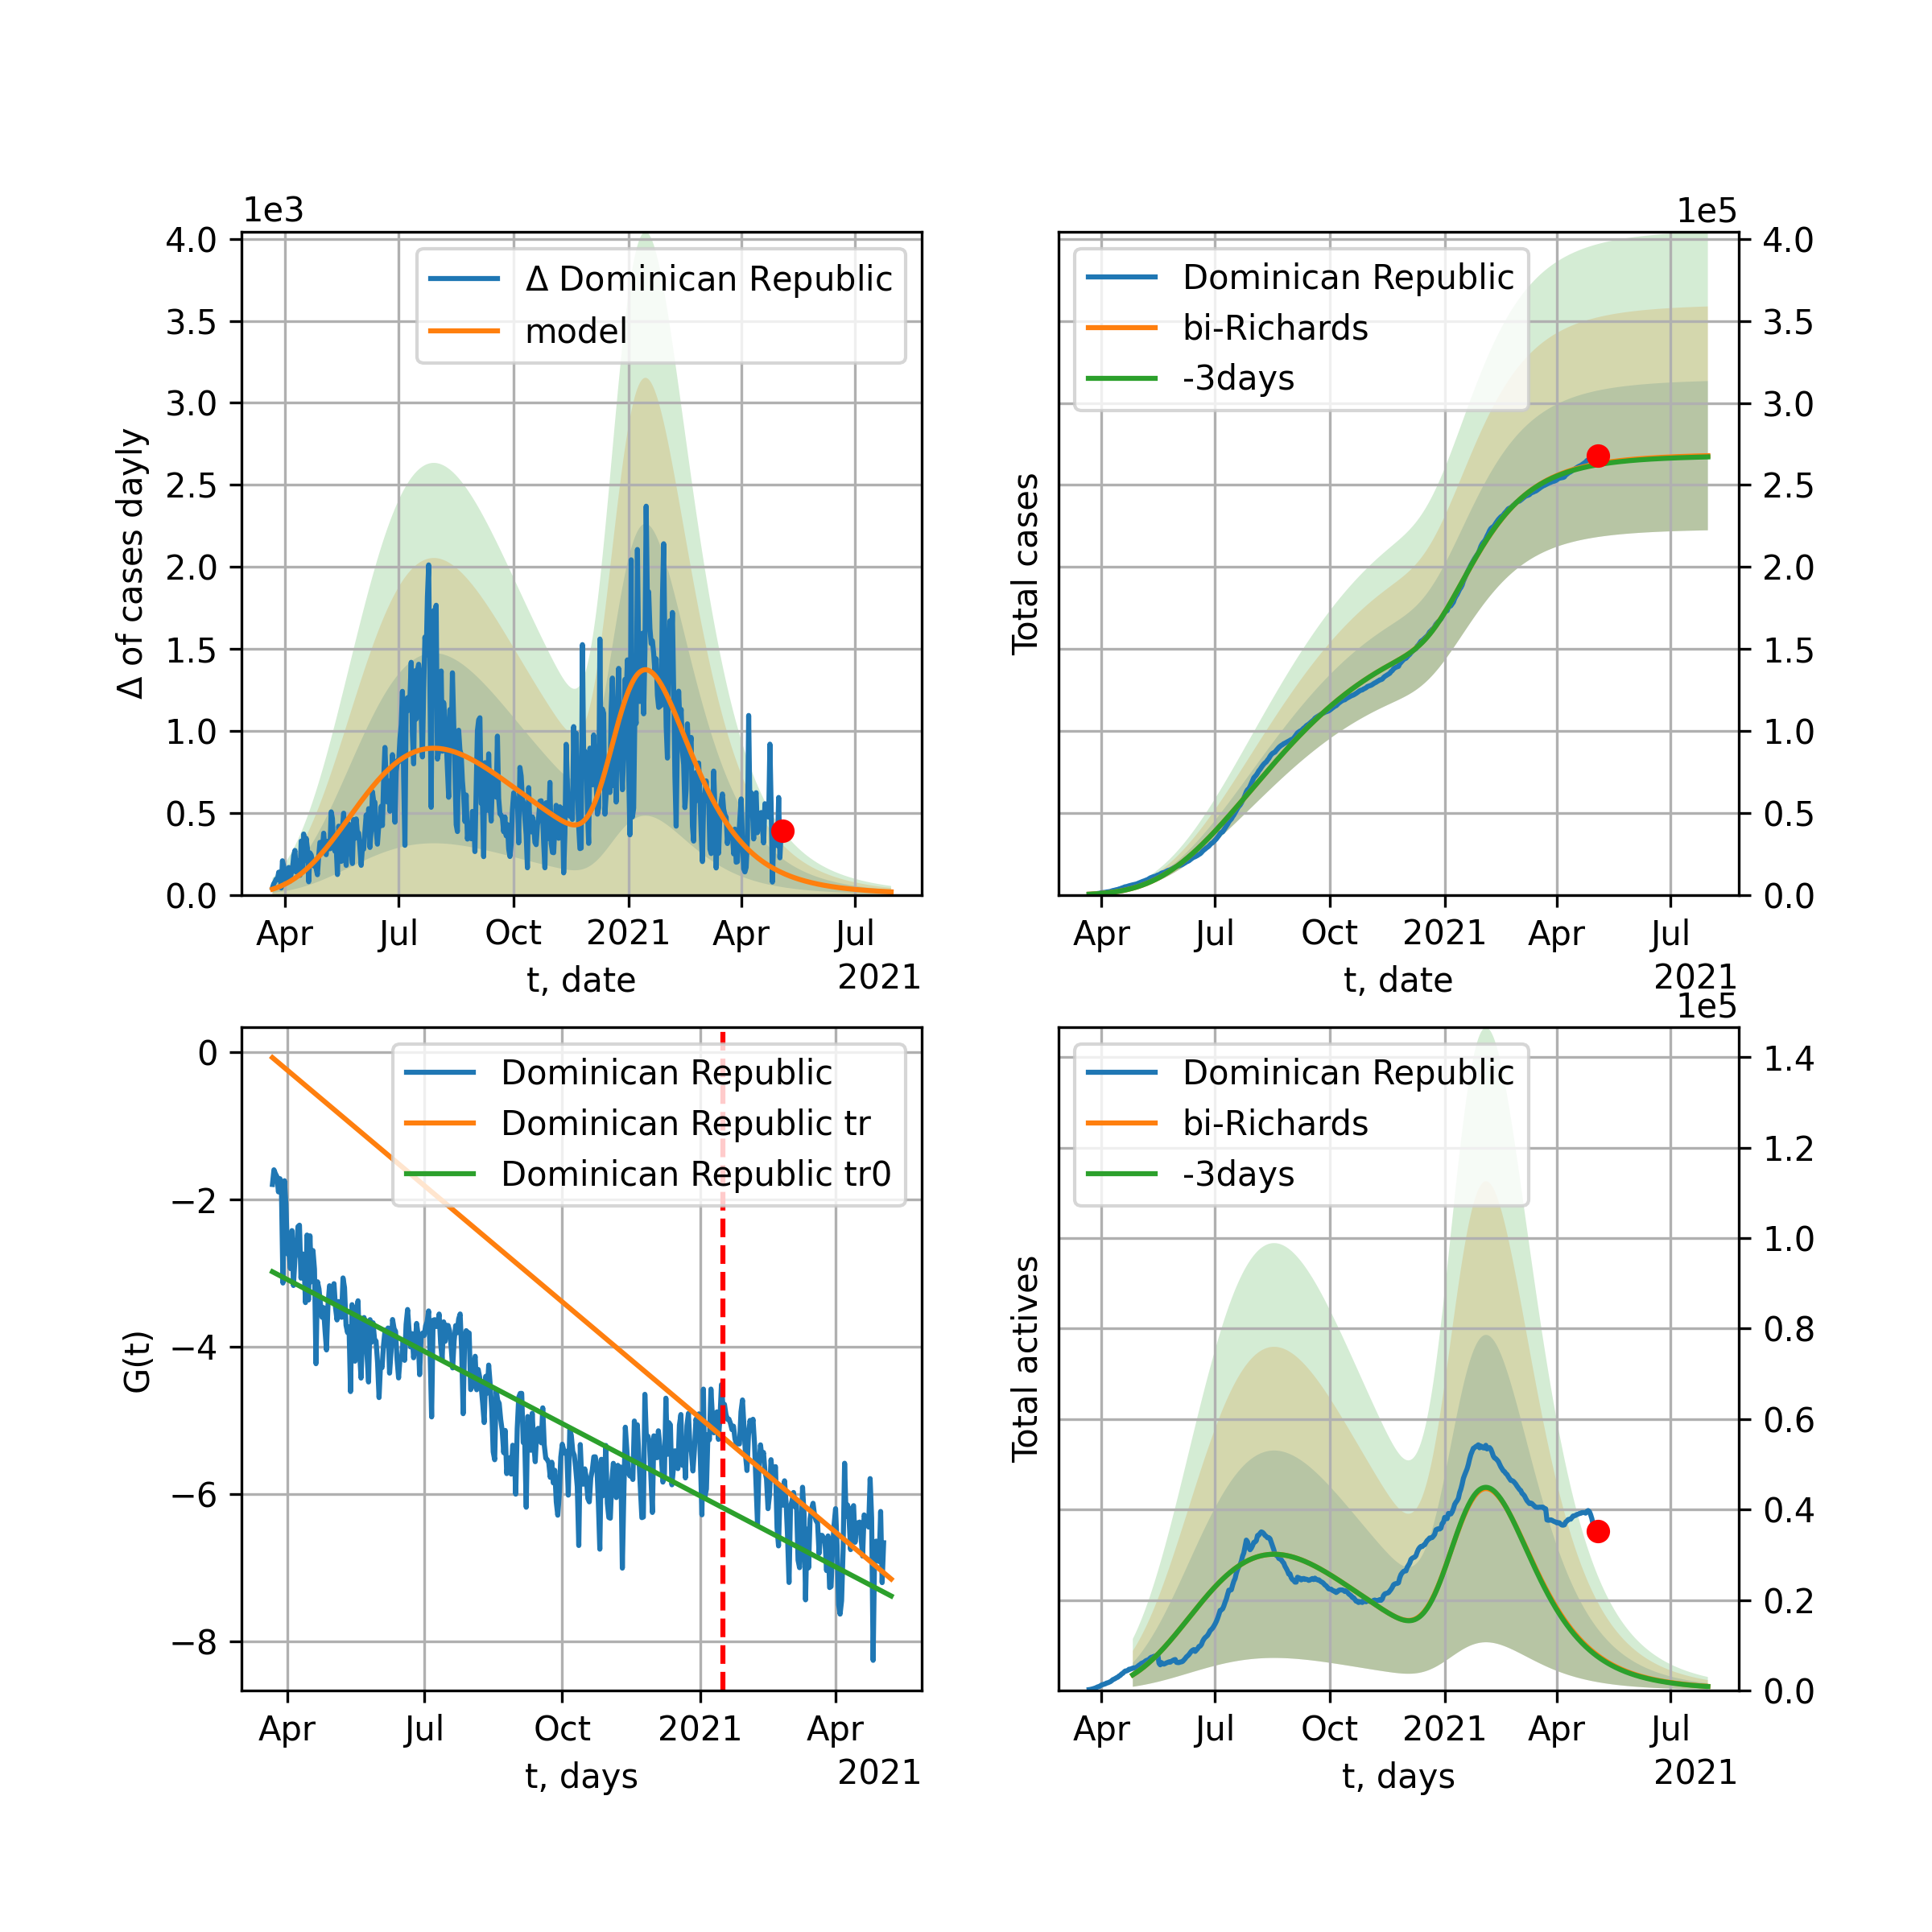 1e3
4.0
3.5
3.0
2.5
2.0
1.5
1.0
0.5
0.0
Δ of cases dayly
Δ Dominican Republic
model
Apr Jul Oct 2021 Apr Jul
t, date
2021
1e5
4.0
3.5
3.0
2.5
2.0
1.5
1.0
0.5
0.0
Total cases
Dominican Republic
bi-Richards
-3days
Apr Jul Oct 2021 Apr Jul
t, date
2021
0
−2
−4
−6
−8
G(t)
Dominican Republic
Dominican Republic tr
Dominican Republic tr0
Apr Jul Oct 2021 Apr
t, days
2021
1e5
1.4
1.2
1.0
0.8
0.6
0.4
0.2
0.0
Total actives
Dominican Republic
bi-Richards
-3days
Apr Jul Oct 2021 Apr Jul
t, days
2021